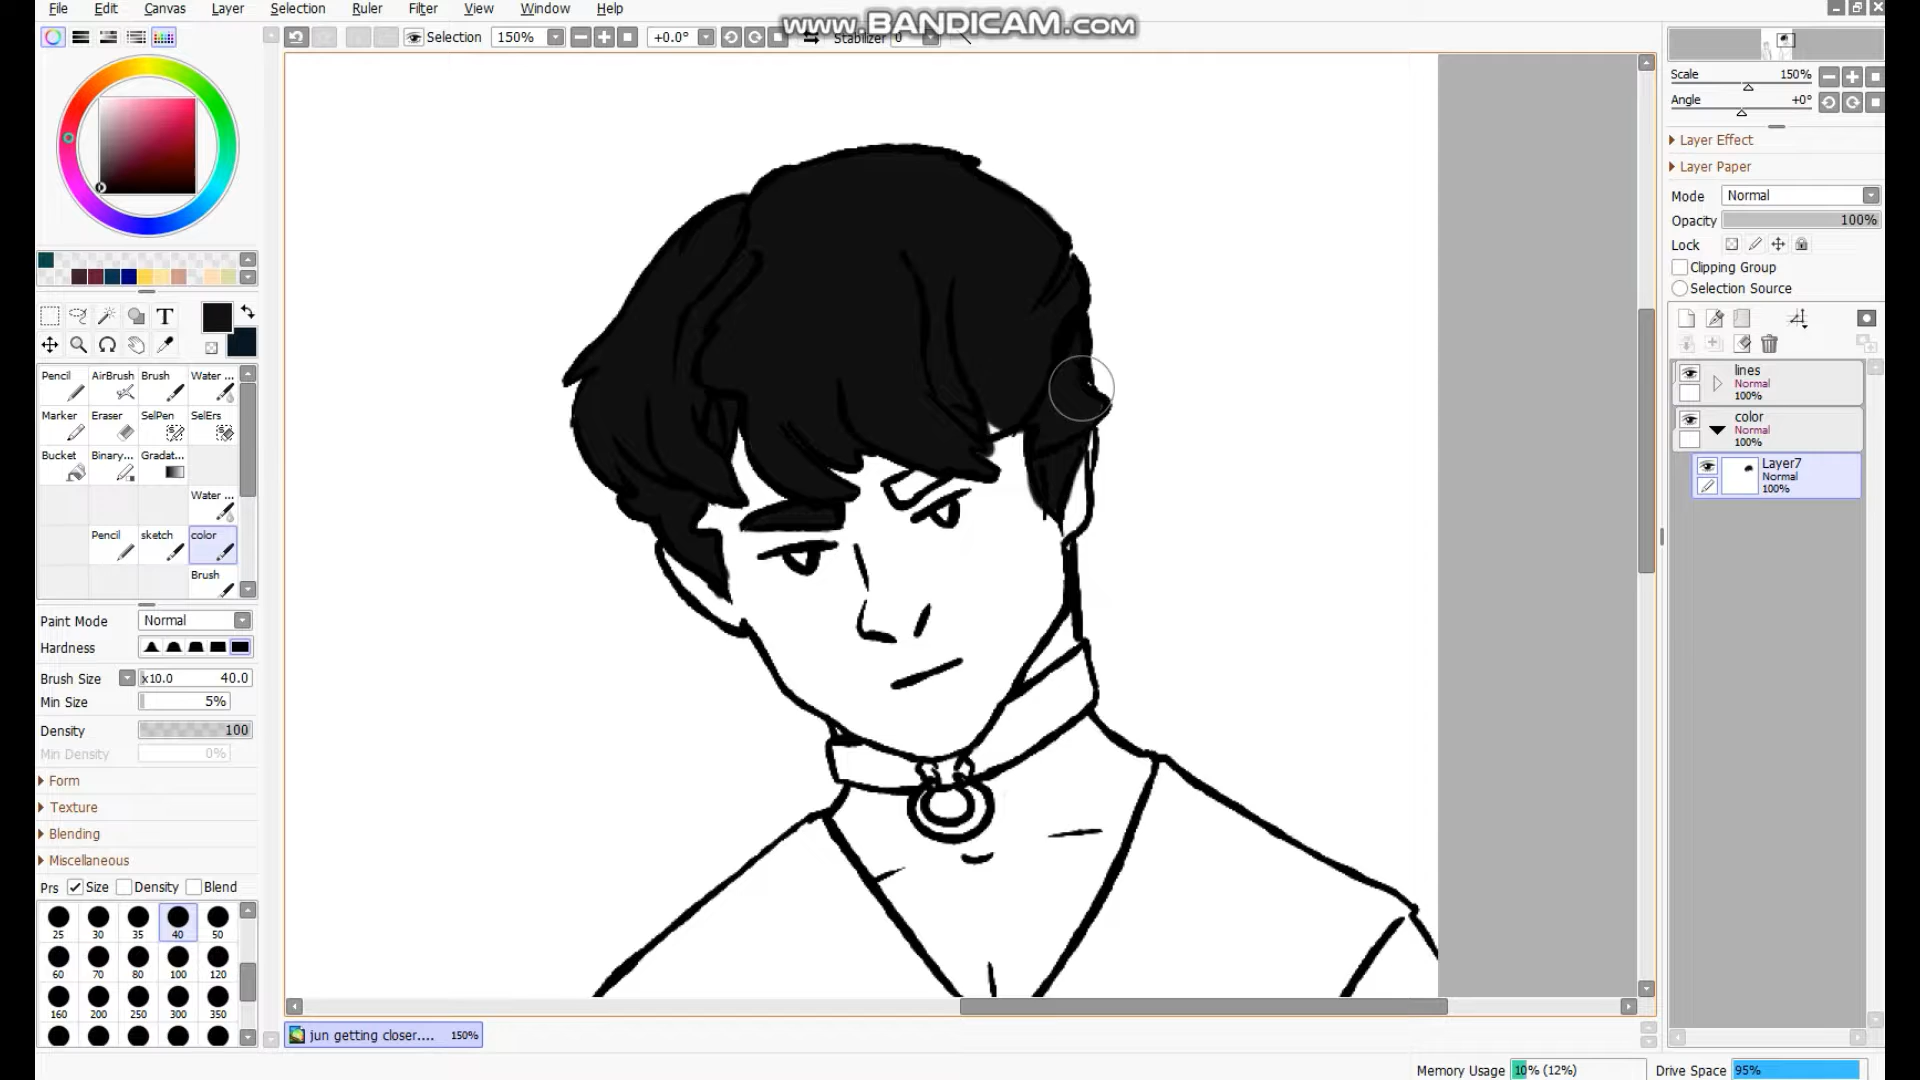 File Edit Canvas Layer Selection Ruler Filter View Window Help
www.BANDICAM.com
Selection 150% +0.0° Stabilizer 0
Scale 150%
Angle +0°
Layer Effect
Layer Paper
Mode Normal
Opacity 100%
Lock
Clipping Group
Selection Source
lines
Normal
100%
color
Normal
100%
Layer7
Normal
100%
T
Pencil AirBrush Brush Water ...
Marker Eraser SelPen SelErs
Bucket Binary... Gradat...
Water ...
Pencil sketch color
Brush
Paint Mode Normal
Hardness
Brush Size x10.0 40.0
Min Size 5%
Density 100
Min Density 0%
Form
Texture
Blending
Miscellaneous
Prs Size Density Blend
25 30 35 40 50
60 70 80 100 120
160 200 250 300 350
jun getting closer.... 150%
Memory Usage 10% (12%) Drive Space 95%